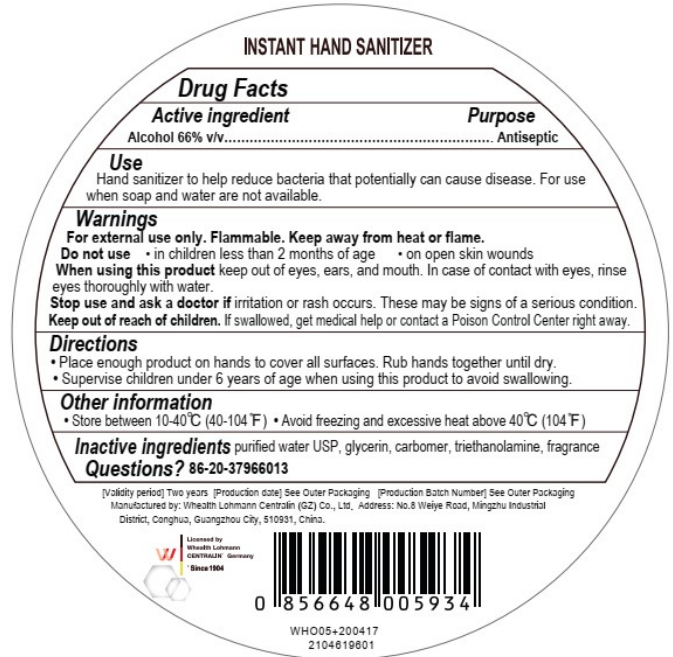 INSTANT HAND SANITIZER
Drug Facts
Active ingredient Purpose
Alcohol 66% v/v................................................................ Antiseptic
Use
Hand sanitizer to help reduce bacteria that potentially can cause disease. For use
when soap and water are not available.
Warnings
For external use only. Flammable. Keep away from heat or flame.
Do not use • in children less than 2 months of age • on open skin wounds
When using this product keep out of eyes, ears, and mouth. In case of contact with eyes, rinse
eyes thoroughly with water.
Stop use and ask a doctor if irritation or rash occurs. These may be signs of a serious condition.
Keep out of reach of children. If swallowed, get medical help or contact a Poison Control Center right away.
Directions
• Place enough product on hands to cover all surfaces. Rub hands together until dry.
• Supervise children under 6 years of age when using this product to avoid swallowing.
Other information
• Store between 10-40℃ (40-104℉) • Avoid freezing and excessive heat above 40℃ (104℉)
Inactive ingredients purified water USP, glycerin, carbomer, triethanolamine, fragrance
Questions? 86-20-37966013
[Validity period] Two years [Production date] See Outer Packaging [Production Batch Number] See Outer Packaging
Manufactured by: Whealth Lohmann Centralin (GZ) Co., Ltd. Address: No.8 Weiye Road, Mingzhu Industrial
District, Conghua, Guangzhou City, 510931, China.
Licensed by
Whealth Lohmann
CENTRALIN® Germany
Since 1904
0 856648 005934
WHO05+200417
2104619601